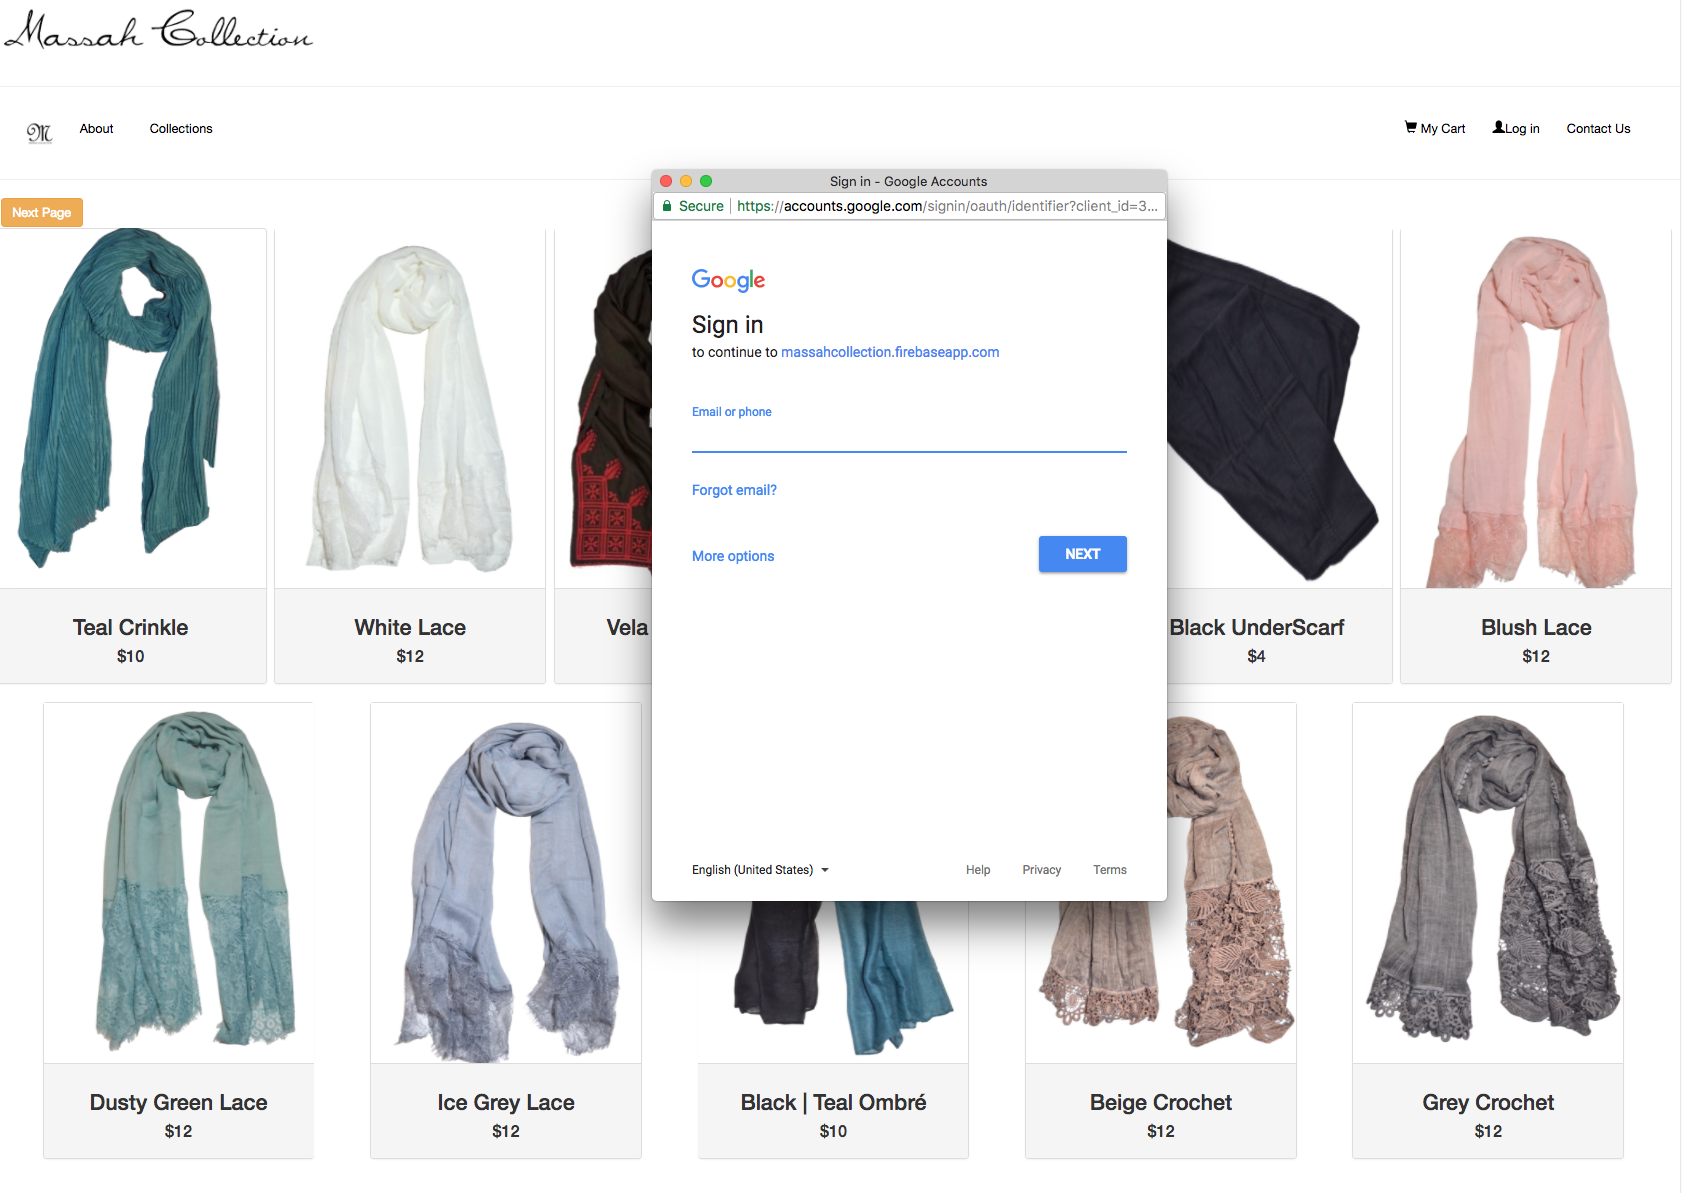 Massah Collection
M
About
Collections
My Cart
Log in
Contact Us
Next Page
Sign in - Google Accounts
Secure
https://accounts.google.com/signin/oauth/identifier?client_id=3...
Google
Sign in
to continue to massahcollection.firebaseapp.com
Email or phone
Forgot email?
More options
NEXT
English (United States)
Help
Privacy
Terms
Teal Crinkle
$10
White Lace
$12
Vela
Black UnderScarf
$4
Blush Lace
$12
Dusty Green Lace
$12
Ice Grey Lace
$12
Black | Teal Ombré
$10
Beige Crochet
$12
Grey Crochet
$12